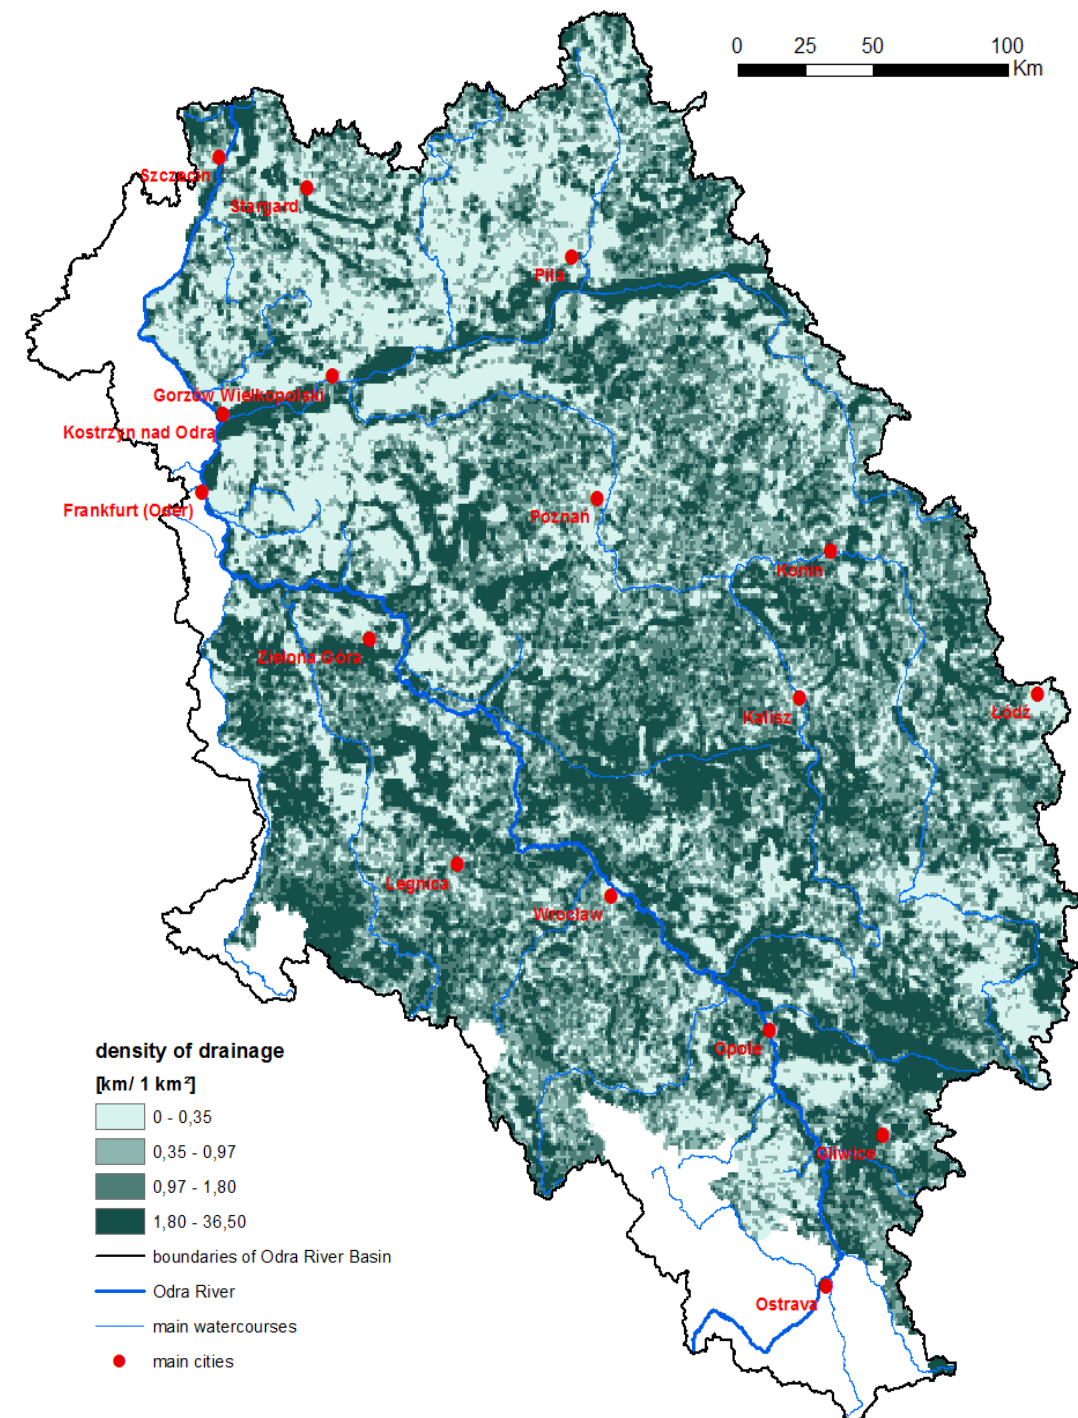 0 25 50 100
Km
Szczecin
Stargard
Piła
Gorzów Wielkopolski
Kostrzyn nad Odrą
Frankfurt (Oder)
Poznań
Konin
Zielona Góra
Kalisz
Łódź
Legnica
Wrocław
Opole
Gliwice
Ostrava
density of drainage
[km/ 1 km²]
0 - 0,35
0,35 - 0,97
0,97 - 1,80
1,80 - 36,50
boundaries of Odra River Basin
Odra River
main watercourses
main cities